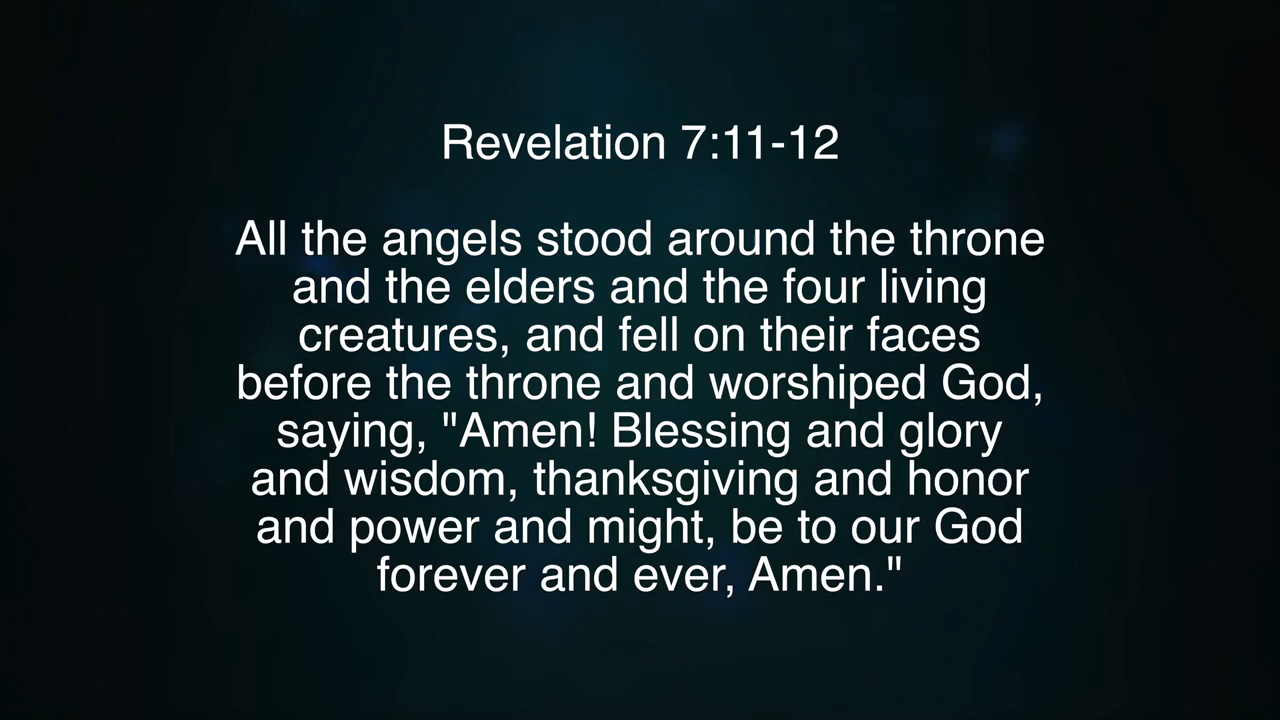 Revelation 7:11-12
All the angels stood around the throne
and the elders and the four living
creatures, and fell on their faces
before the throne and worshiped God,
saying, "Amen! Blessing and glory
and wisdom, thanksgiving and honor
and power and might, be to our God
forever and ever, Amen."